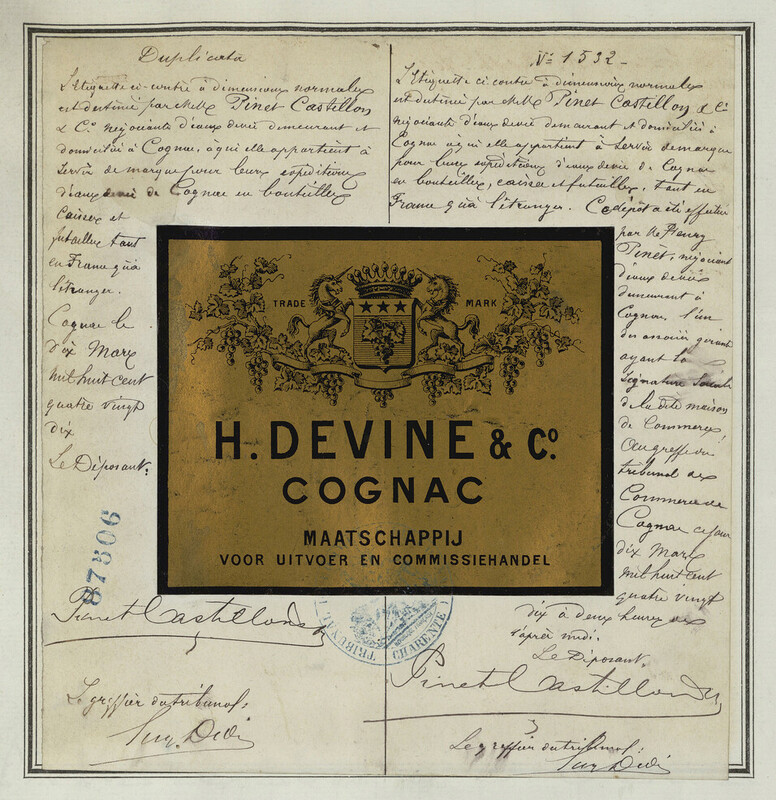 Duplicata
L'étiquette ci contre à dimensions normales
est destinée par MM. Pinet Castillon
& Cº négociants d'eaux de vie demeurant et
domiciliés à Cognac, à qui elle appartient à
servir de marque pour leurs expéditions
d'eaux de vie de Cognac en bouteilles
caisses et
futailles tant
en France qu'à
l'étranger.
Cognac le
dix Mars
mil huit cent
quatre vingt
dix
Le Déposant:
87506
Pinet Castillon
Le greffier du tribunal:
Nº 1532
L'étiquette ci contre à dimensions normales
est destinée par MM. Pinet Castillon & Cº
négociants d'eaux de vie demeurant et domiciliés à
Cognac à qui elle appartient à servir de marque
pour leurs expéditions d'eaux de vie de Cognac
en bouteilles, caisses et futailles, tant en
France qu'à l'étranger. Ce dépôt a été effectué
par M. Henry
Pinet, négociant
d'eaux de vie
demeurant à
Cognac l'un
des associés gérants
ayant la
signature sociale
de la dite maison
de Commerce
au greffe du
tribunal de
Commerce de
Cognac ce jour
dix Mars
mil huit cent
quatre vingt
dix à deux heures
après midi.
Le Déposant.
Pinet Castillon
Le greffier du tribunal:
TRADE MARK
H. DEVINE & Cº
COGNAC
MAATSCHAPPIJ
VOOR UITVOER EN COMMISSIEHANDEL
CHARENTE